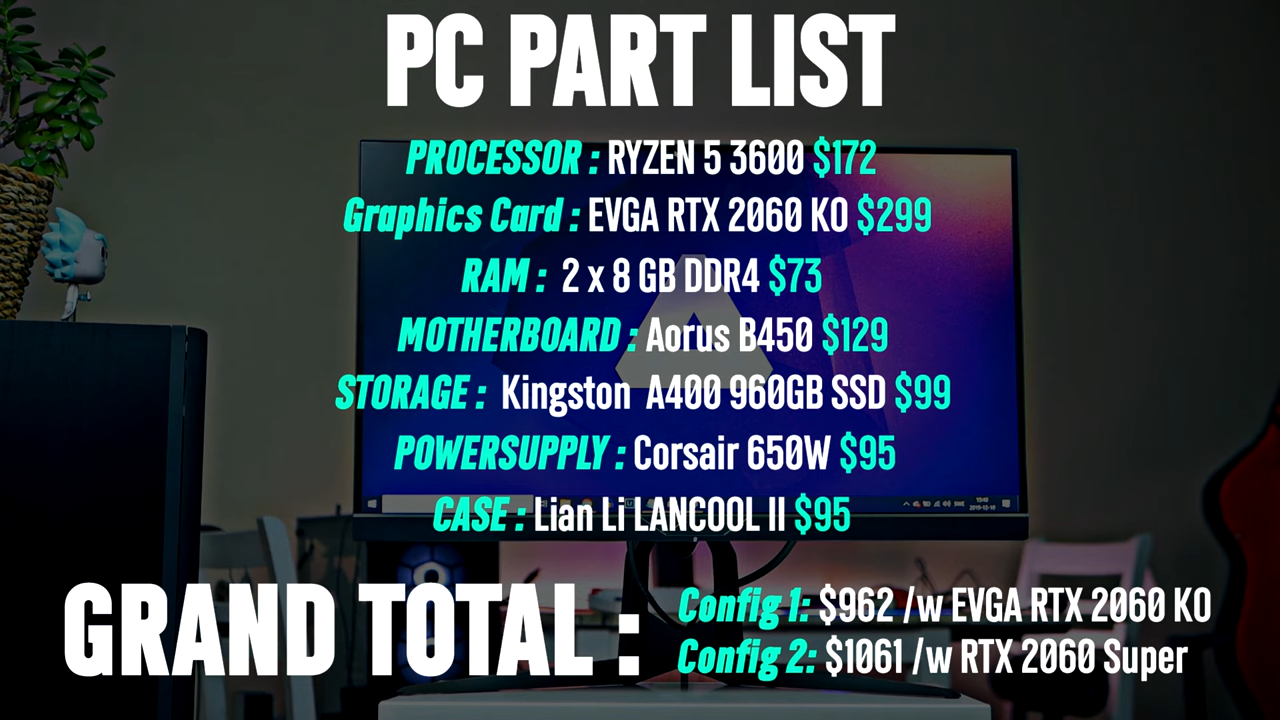 PC PART LIST
PROCESSOR : RYZEN 5 3600 $172
Graphics Card : EVGA RTX 2060 KO $299
RAM : 2 x 8 GB DDR4 $73
MOTHERBOARD : Aorus B450 $129
STORAGE : Kingston A400 960GB SSD $99
POWERSUPPLY : Corsair 650W $95
CASE : Lian Li LANCOOL II $95
GRAND TOTAL :
Config 1: $962 /w EVGA RTX 2060 KO
Config 2: $1061 /w RTX 2060 Super